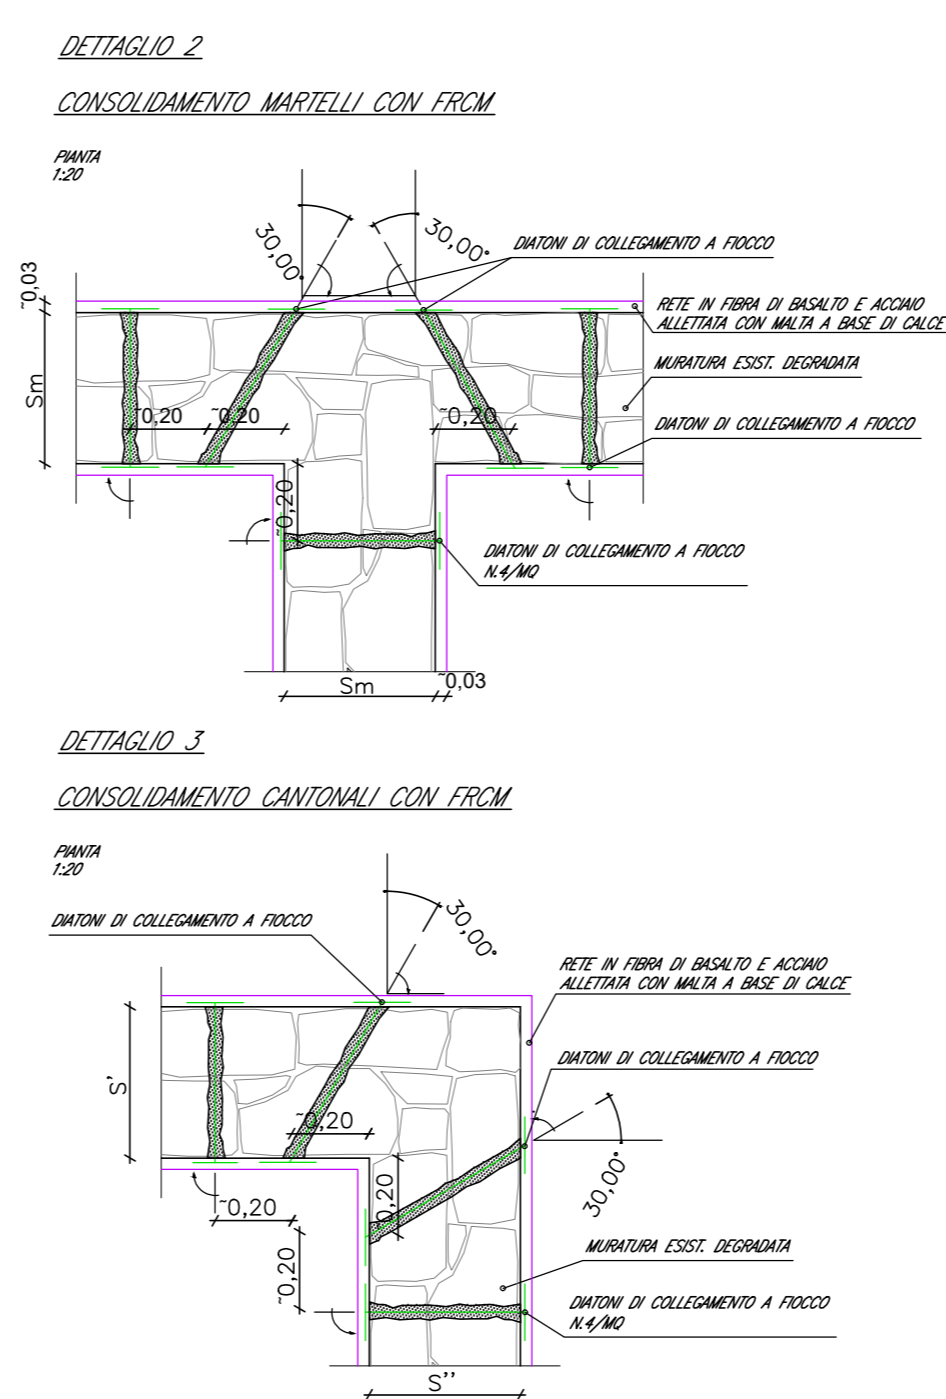 DETTAGLIO 2
CONSOLIDAMENTO MARTELLI CON FRCM
PIANTA
1:20
30,00°
30,00°
DIATONI DI COLLEGAMENTO A FIOCCO
~0,03
RETE IN FIBRA DI BASALTO E ACCIAIO
ALLETTATA CON MALTA A BASE DI CALCE
Sm
MURATURA ESIST. DEGRADATA
~0,20
~0,20
~0,20
DIATONI DI COLLEGAMENTO A FIOCCO
~0,20
DIATONI DI COLLEGAMENTO A FIOCCO
N.4/MQ
Sm
~0,03
DETTAGLIO 3
CONSOLIDAMENTO CANTONALI CON FRCM
PIANTA
1:20
DIATONI DI COLLEGAMENTO A FIOCCO
30,00°
RETE IN FIBRA DI BASALTO E ACCIAIO
ALLETTATA CON MALTA A BASE DI CALCE
DIATONI DI COLLEGAMENTO A FIOCCO
S'
~0,20
30,00°
~0,20
~0,20
~0,20
MURATURA ESIST. DEGRADATA
DIATONI DI COLLEGAMENTO A FIOCCO
N.4/MQ
S''